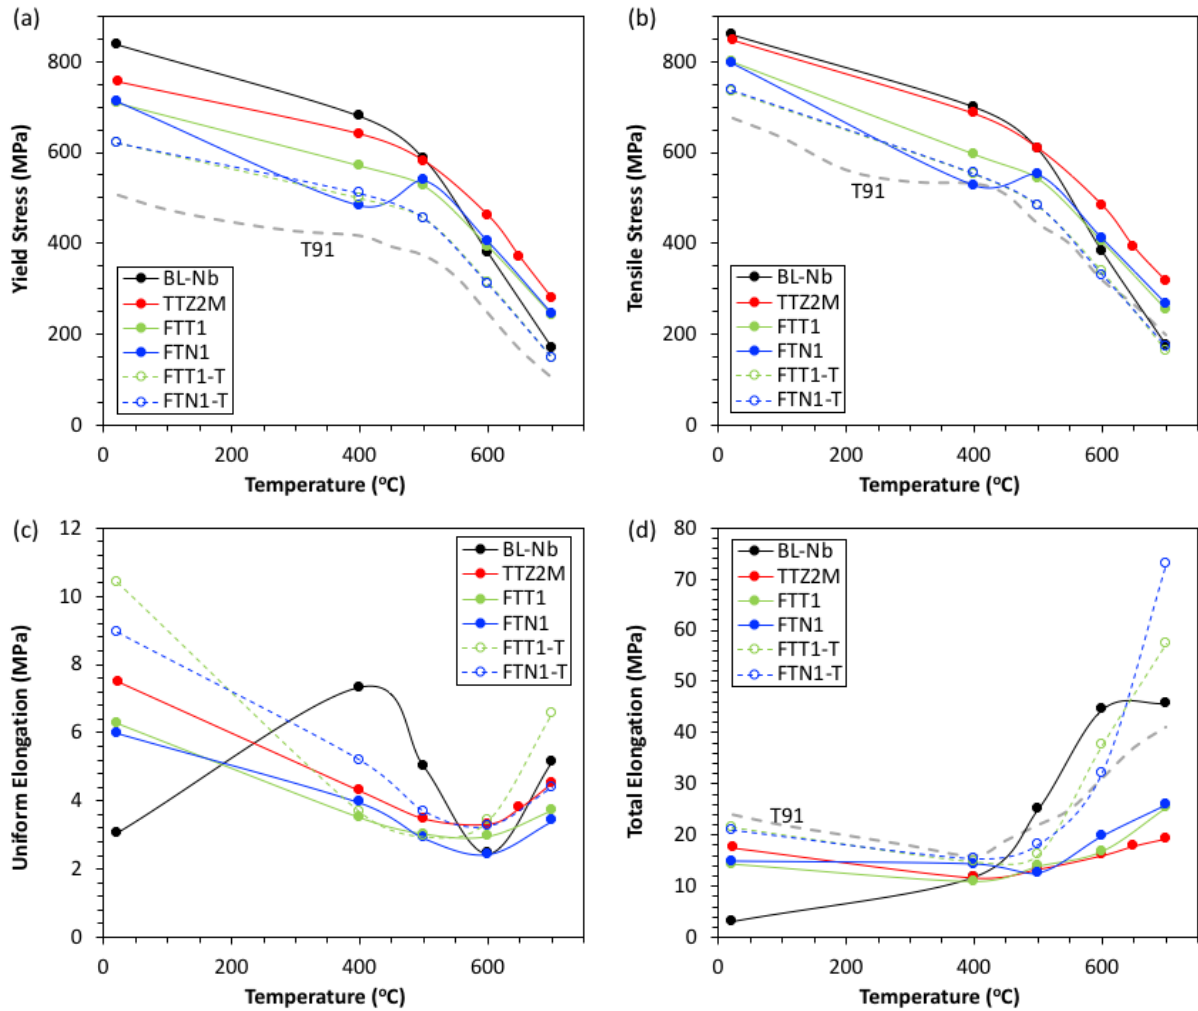 (a)
Yield Stress (MPa)
800
600
400
200
0
T91
BL-Nb
TTZ2M
FTT1
FTN1
FTT1-T
FTN1-T
0 200 400 600
Temperature (°C)
(b)
Tensile Stress (MPa)
800
600
400
200
0
T91
BL-Nb
TTZ2M
FTT1
FTN1
FTT1-T
FTN1-T
0 200 400 600
Temperature (°C)
(c)
Uniform Elongation (MPa)
12
10
8
6
4
2
0
BL-Nb
TTZ2M
FTT1
FTN1
FTT1-T
FTN1-T
0 200 400 600
Temperature (°C)
(d)
Total Elongation (MPa)
80
70
60
50
40
30
20
10
0
BL-Nb
TTZ2M
FTT1
FTN1
FTT1-T
FTN1-T
T91
0 200 400 600
Temperature (°C)